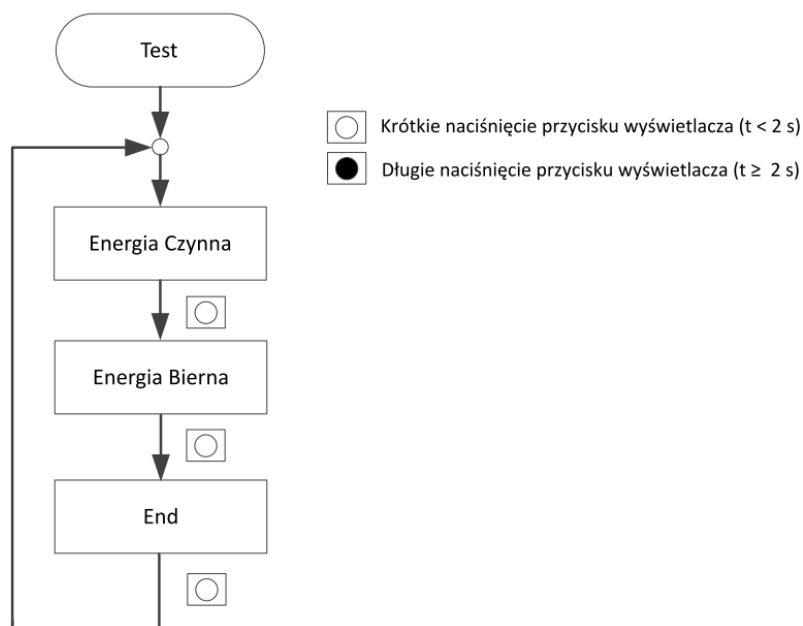 Test
Krótkie naciśnięcie przycisku wyświetlacza (t < 2 s)
Długie naciśnięcie przycisku wyświetlacza (t ≥ 2 s)
Energia Czynna
Energia Bierna
End